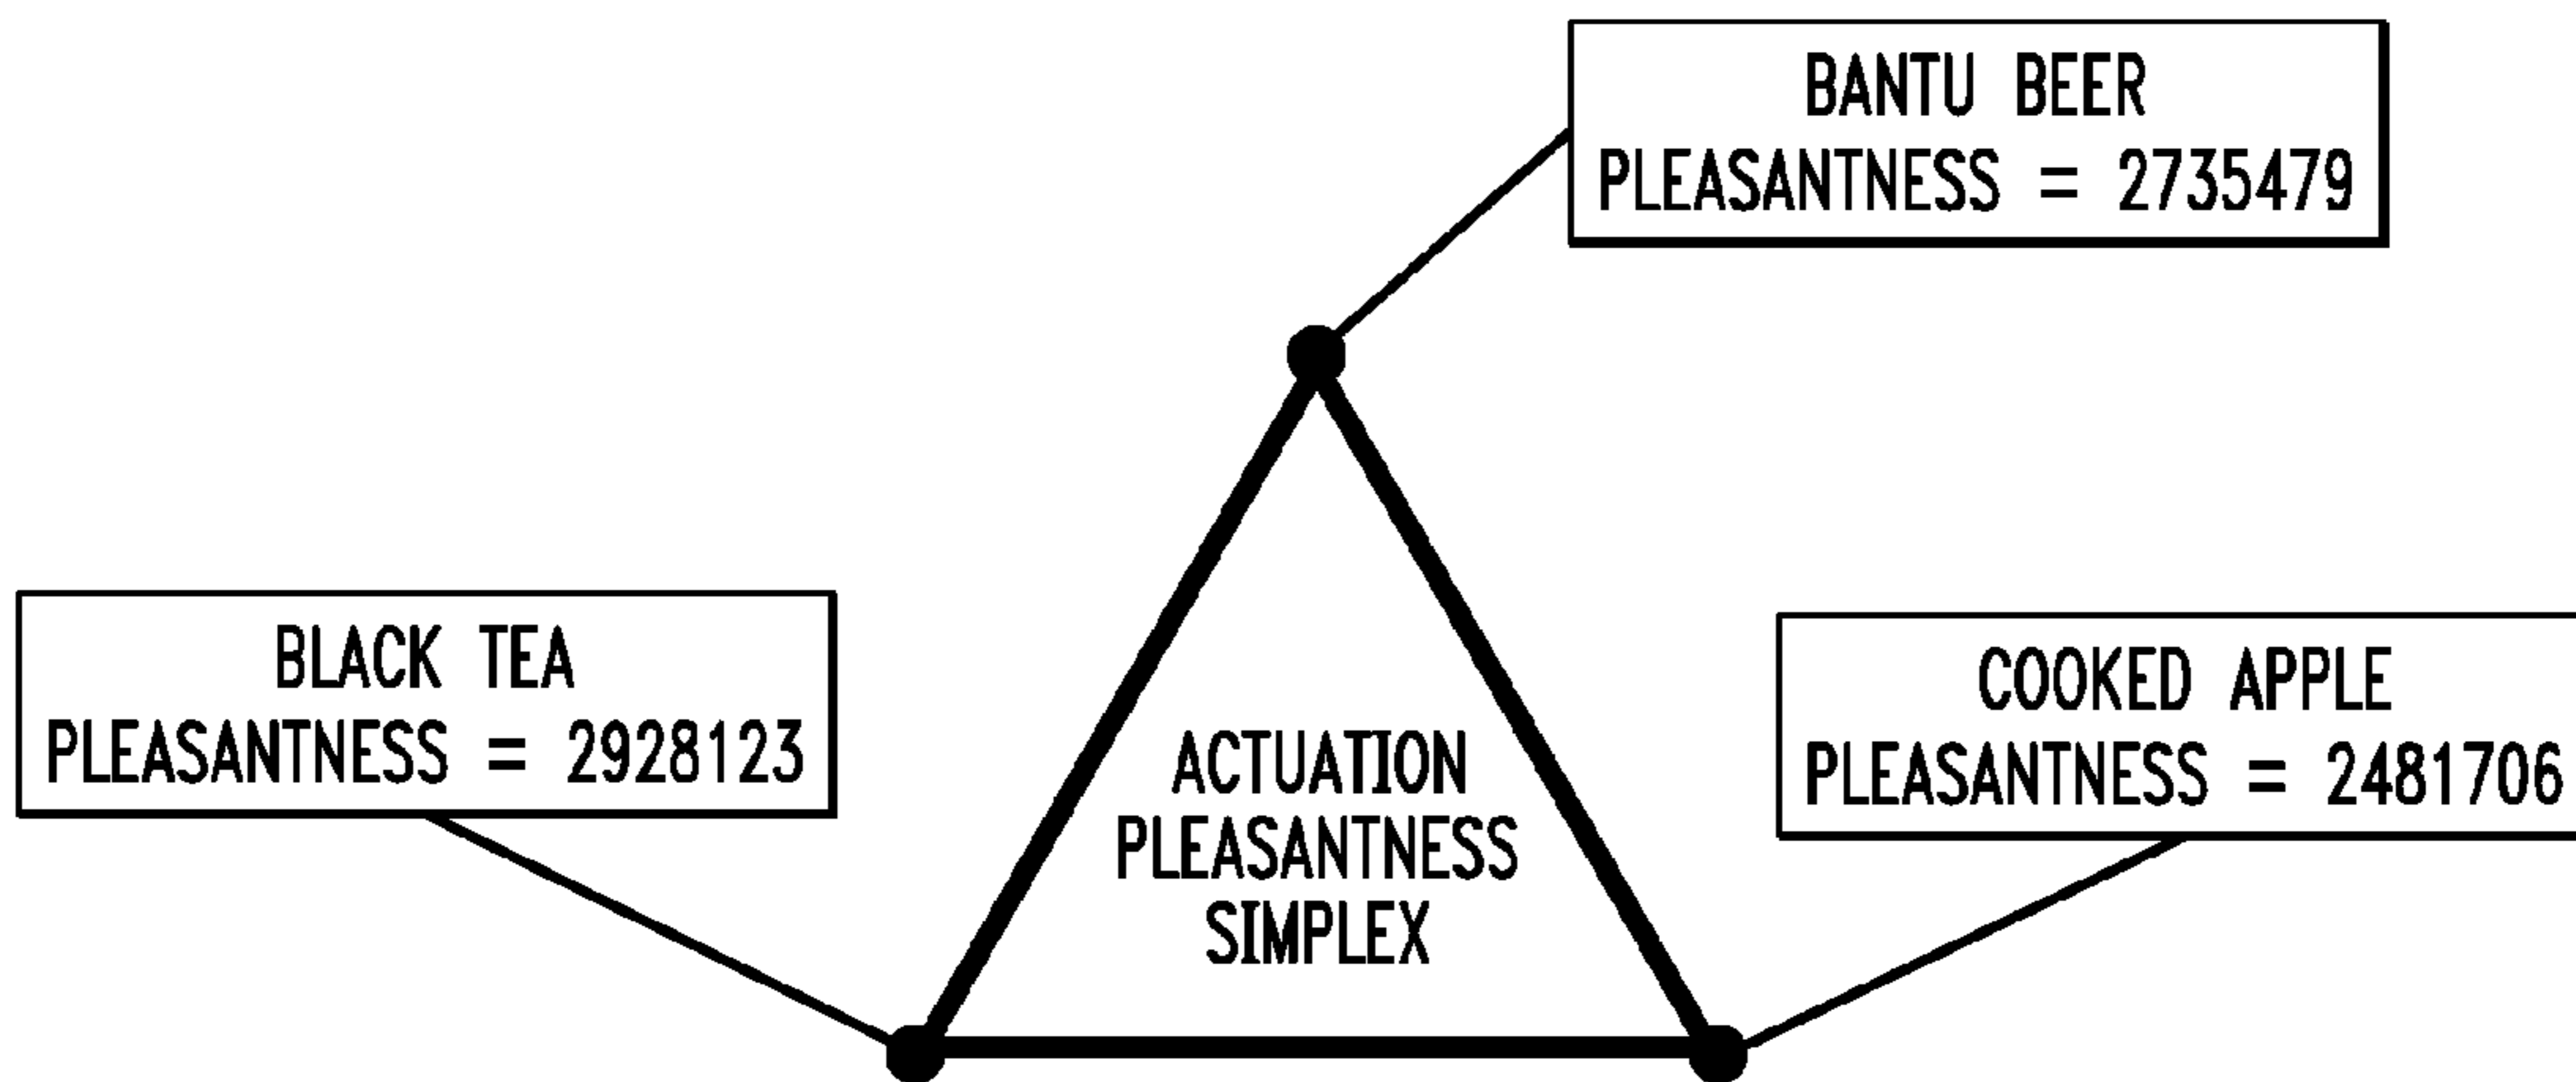 BANTU BEER
PLEASANTNESS = 2735479
BLACK TEA
PLEASANTNESS = 2928123
COOKED APPLE
PLEASANTNESS = 2481706
ACTUATION
PLEASANTNESS
SIMPLEX